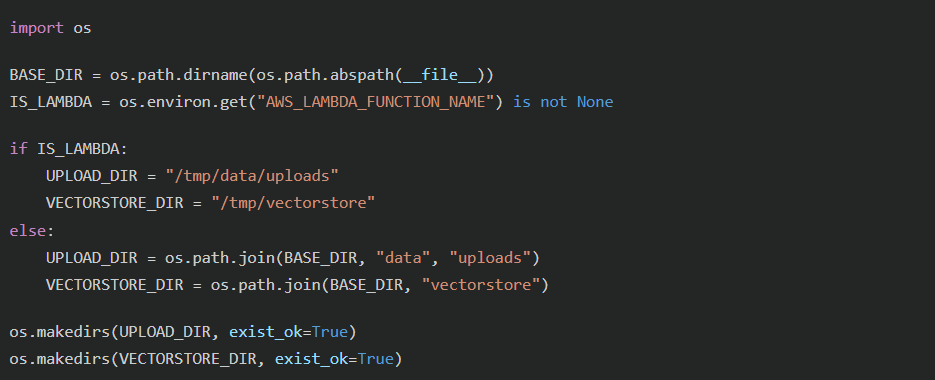 import os
BASE_DIR = os.path.dirname(os.path.abspath(__file__))
IS_LAMBDA = os.environ.get("AWS_LAMBDA_FUNCTION_NAME") is not None
if IS_LAMBDA:
    UPLOAD_DIR = "/tmp/data/uploads"
    VECTORSTORE_DIR = "/tmp/vectorstore"
else:
    UPLOAD_DIR = os.path.join(BASE_DIR, "data", "uploads")
    VECTORSTORE_DIR = os.path.join(BASE_DIR, "vectorstore")
os.makedirs(UPLOAD_DIR, exist_ok=True)
os.makedirs(VECTORSTORE_DIR, exist_ok=True)